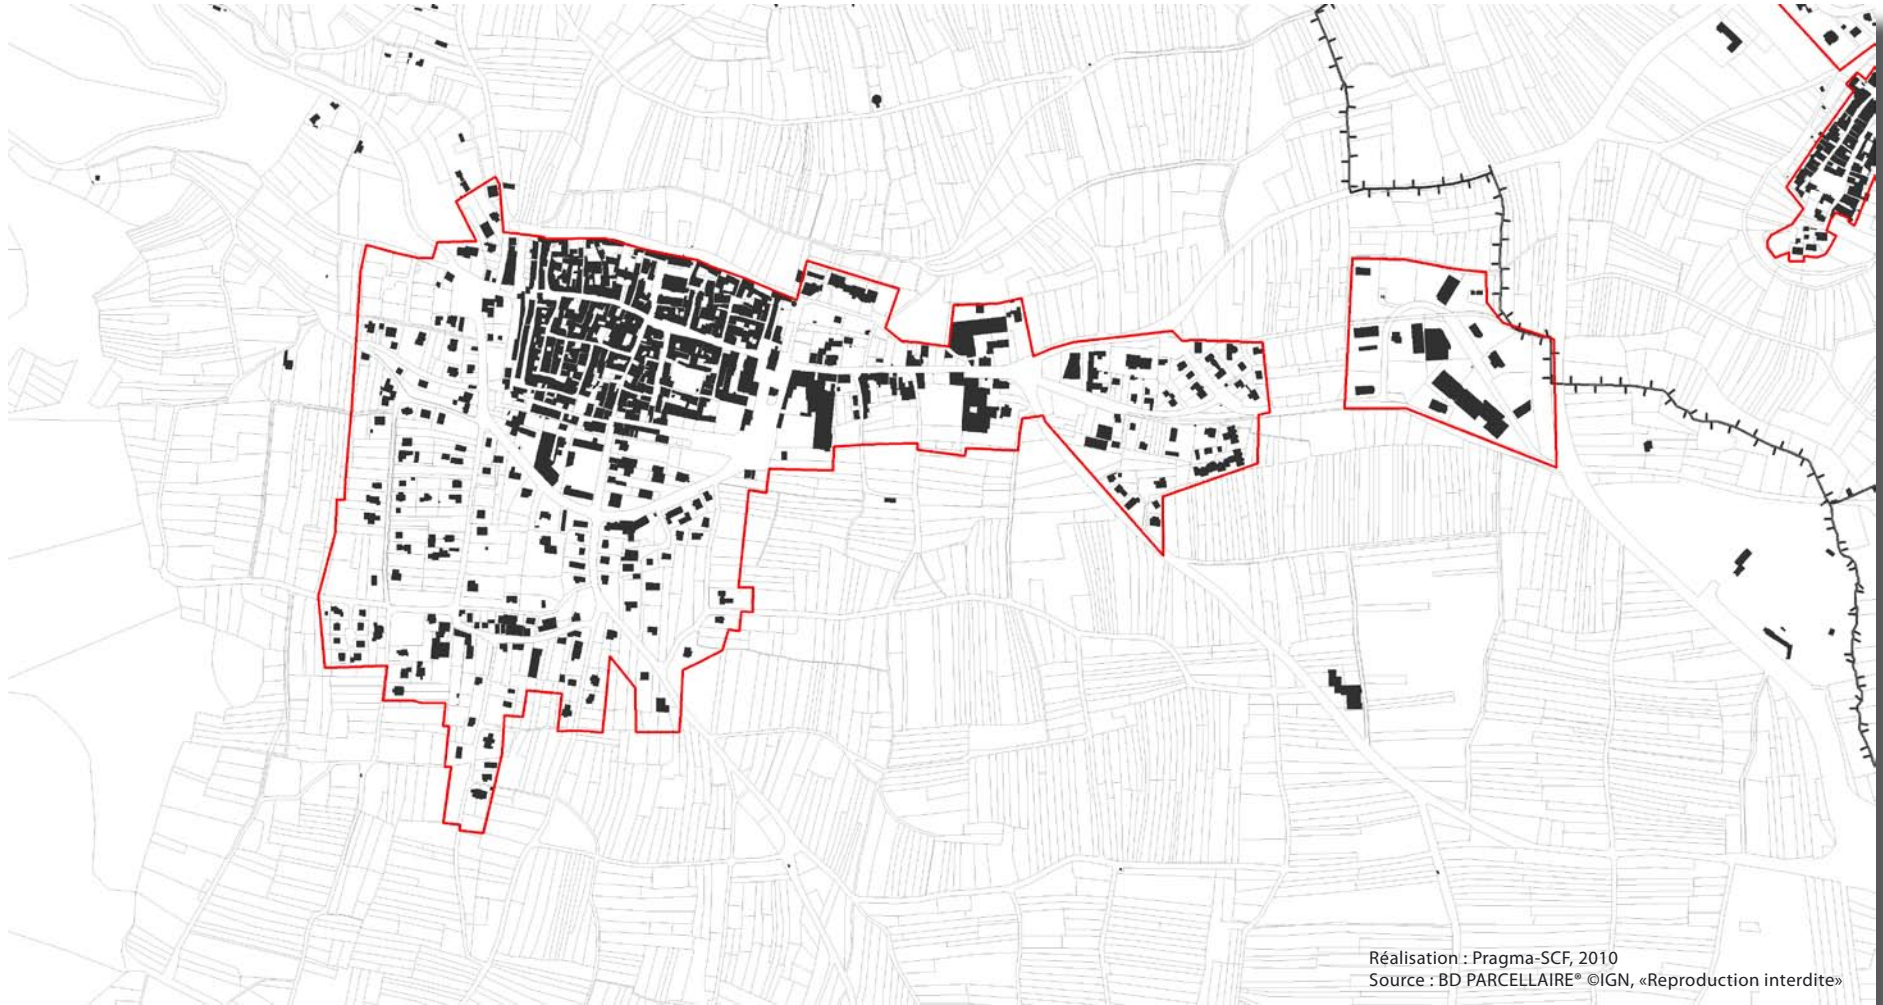 Réalisation : Pragma-SCF, 2010
Source : BD PARCELLAIRE® ©IGN, «Reproduction interdite»